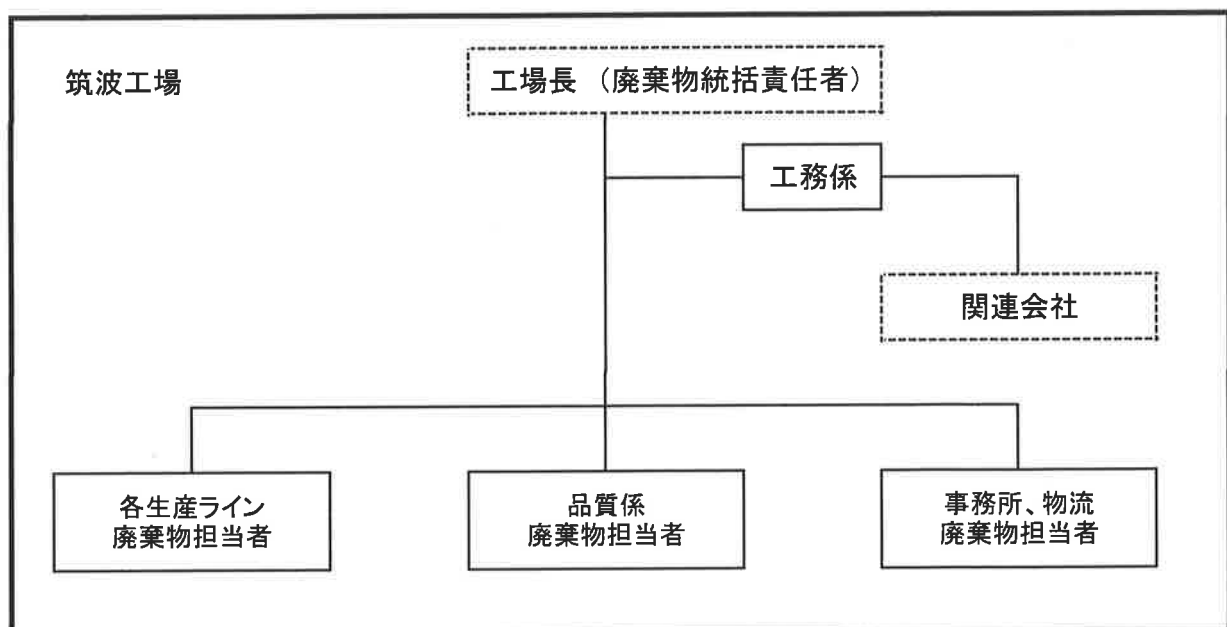 筑波工場
工場長 （廃棄物統括責任者）
工務係
関連会社
各生産ライン
廃棄物担当者
品質係
廃棄物担当者
事務所、物流
廃棄物担当者